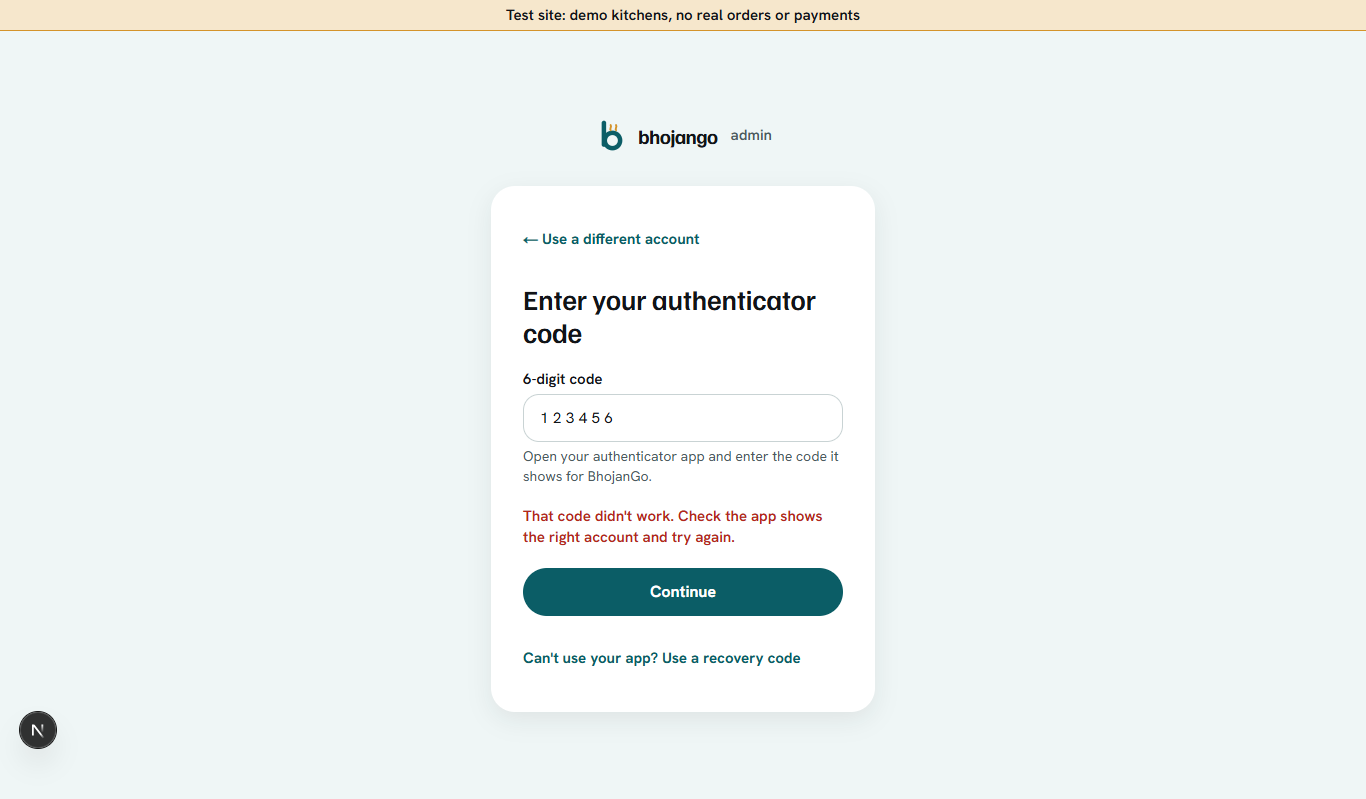 Test site: demo kitchens, no real orders or payments
bhojango admin
← Use a different account
Enter your authenticator
code
6-digit code
1 2 3 4 5 6
Open your authenticator app and enter the code it
shows for BhojanGo.
That code didn't work. Check the app shows
the right account and try again.
Continue
Can't use your app? Use a recovery code
N